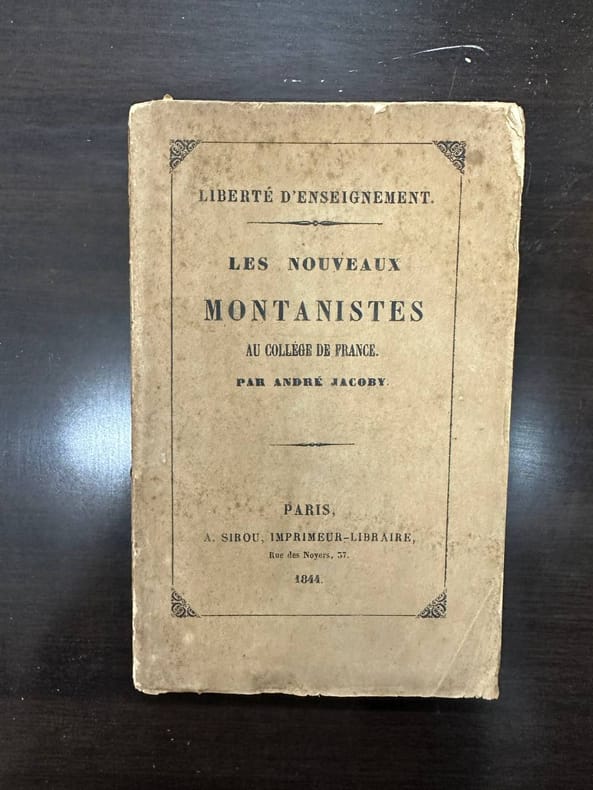 LIBERTÉ D'ENSEIGNEMENT.
LES NOUVEAUX
MONTANISTES
AU COLLÉGE DE FRANCE.
PAR ANDRÉ JACOBY.
PARIS,
A. SIROU, IMPRIMEUR-LIBRAIRE,
Rue des Noyers, 37.
1844.